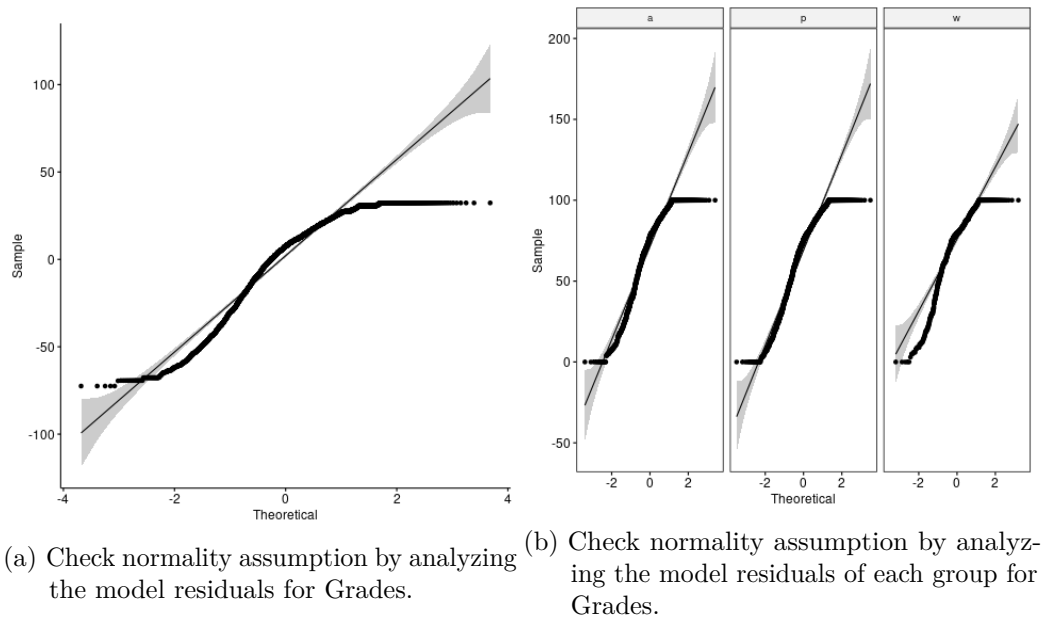 100
50
0
-50
-100
Sample
-4
-2
0
2
4
Theoretical
a
p
w
200
150
100
50
0
-50
Sample
-2
0
2
-2
0
2
-2
0
2
Theoretical
(a) Check normality assumption by analyzing
the model residuals for Grades.
(b) Check normality assumption by analyz-
ing the model residuals of each group for
Grades.